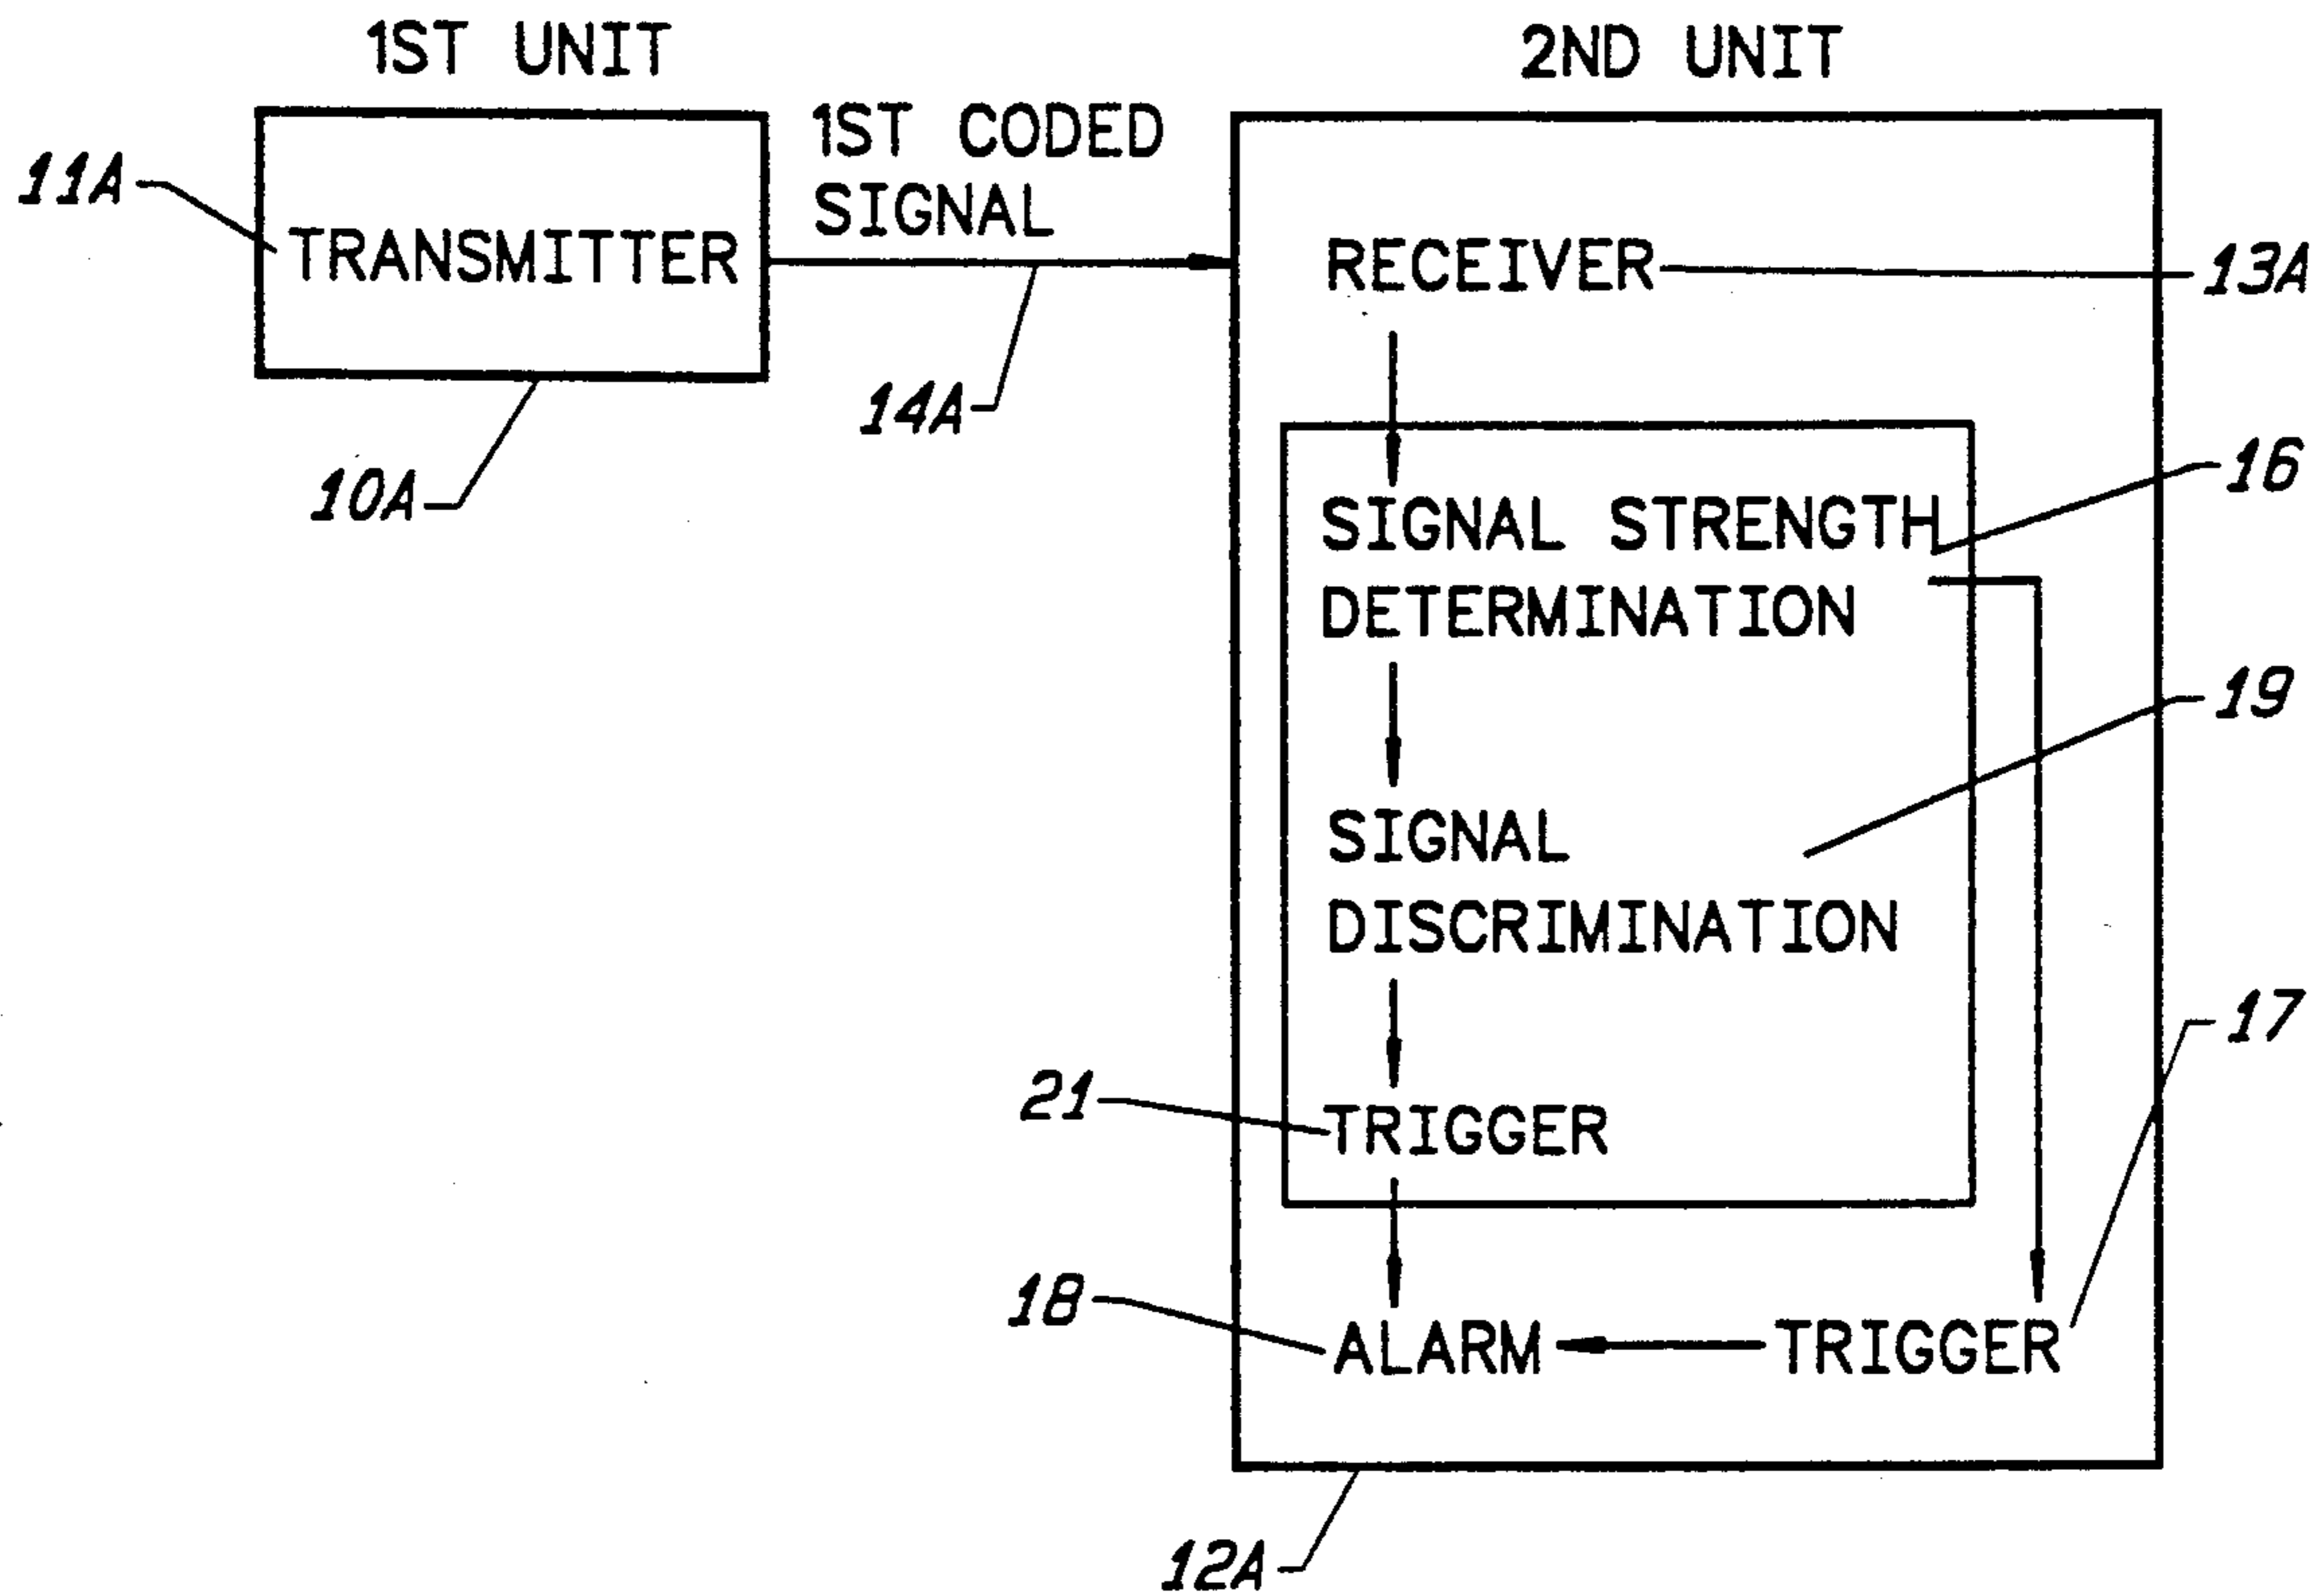 1ST UNIT
2ND UNIT
1ST CODED
SIGNAL
11A
TRANSMITTER
RECEIVER
13A
14A
10A
16
SIGNAL STRENGTH
DETERMINATION
19
SIGNAL
DISCRIMINATION
17
21
TRIGGER
18
ALARM
TRIGGER
12A